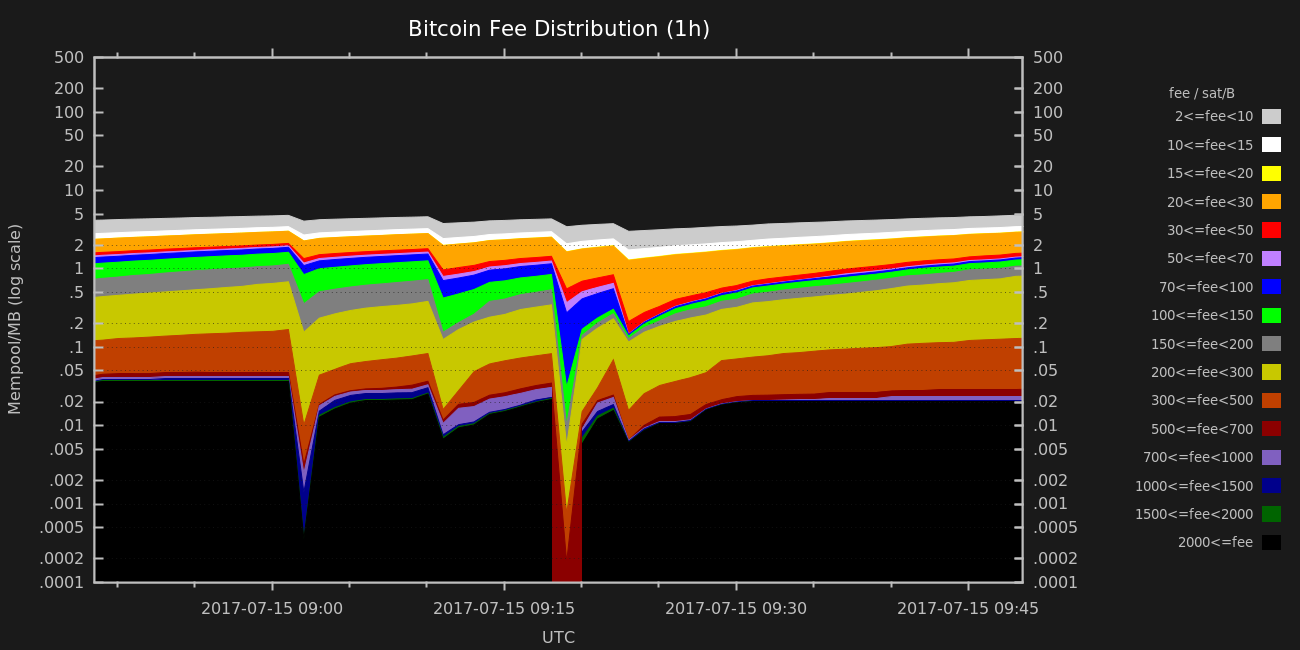 Bitcoin Fee Distribution (1h)
Mempool/MB (log scale)
500
200
100
50
20
10
5
2
1
.5
.2
.1
.05
.02
.01
.005
.002
.001
.0005
.0002
.0001
500
200
100
50
20
10
5
2
1
.5
.2
.1
.05
.02
.01
.005
.002
.001
.0005
.0002
.0001
2017-07-15 09:00
2017-07-15 09:15
2017-07-15 09:30
2017-07-15 09:45
UTC
fee / sat/B
2<=fee<10
10<=fee<15
15<=fee<20
20<=fee<30
30<=fee<50
50<=fee<70
70<=fee<100
100<=fee<150
150<=fee<200
200<=fee<300
300<=fee<500
500<=fee<700
700<=fee<1000
1000<=fee<1500
1500<=fee<2000
2000<=fee